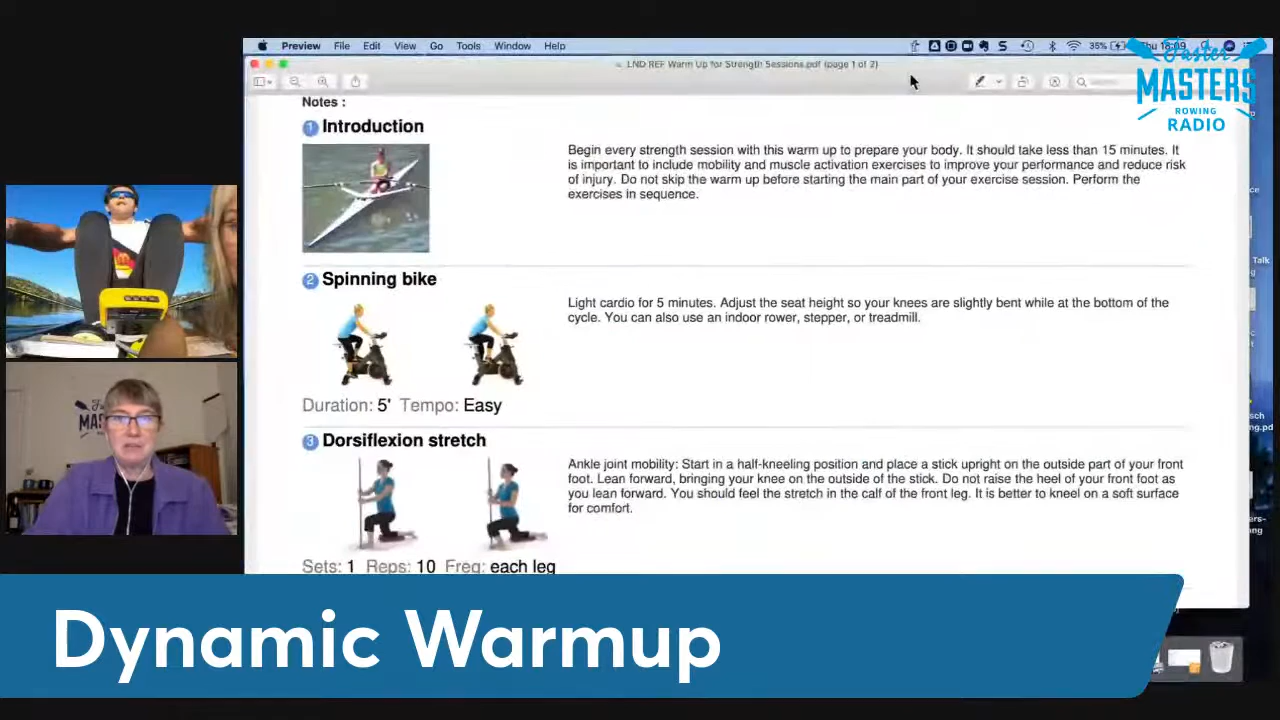 Preview File Edit View Go Tools Window Help
35% Thu 18:09
LND REF Warm Up for Strength Sessions.pdf (page 1 of 2)
Faster
MASTERS
ROWING
RADIO
Notes :
1 Introduction
Begin every strength session with this warm up to prepare your body. It should take less than 15 minutes. It
is important to include mobility and muscle activation exercises to improve your performance and reduce risk
of injury. Do not skip the warm up before starting the main part of your exercise session. Perform the
exercises in sequence.
2 Spinning bike
Light cardio for 5 minutes. Adjust the seat height so your knees are slightly bent while at the bottom of the
cycle. You can also use an indoor rower, stepper, or treadmill.
Duration: 5' Tempo: Easy
3 Dorsiflexion stretch
Ankle joint mobility: Start in a half-kneeling position and place a stick upright on the outside part of your front
foot. Lean forward, bringing your knee on the outside of the stick. Do not raise the heel of your front foot as
you lean forward. You should feel the stretch in the calf of the front leg. It is better to kneel on a soft surface
for comfort.
Sets: 1 Reps: 10 Freq: each leg
Talk
Dynamic Warmup